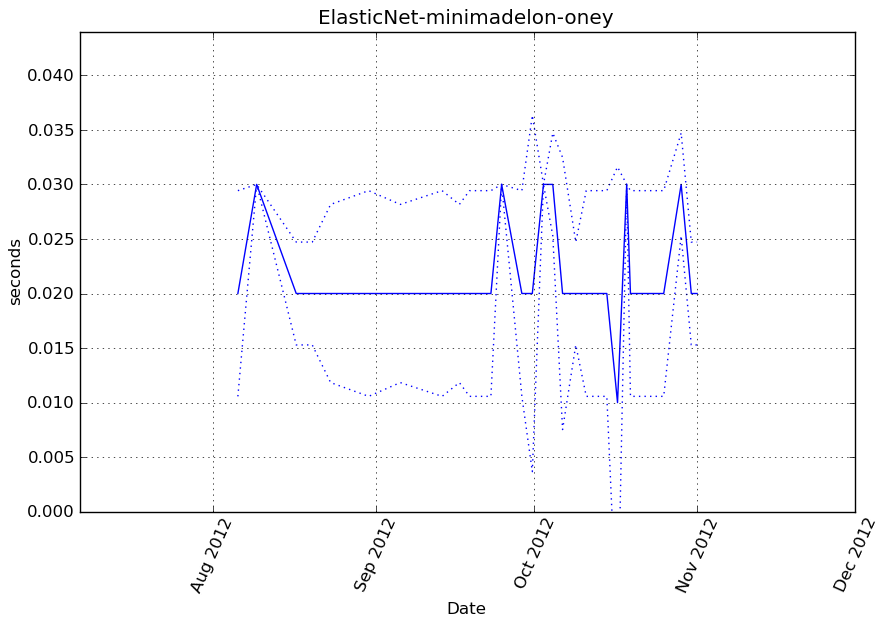 ElasticNet-minimadelon-oney
0.040
0.035
0.030
0.025
0.020
0.015
0.010
0.005
0.000
seconds
Aug 2012
Sep 2012
Oct 2012
Nov 2012
Dec 2012
Date